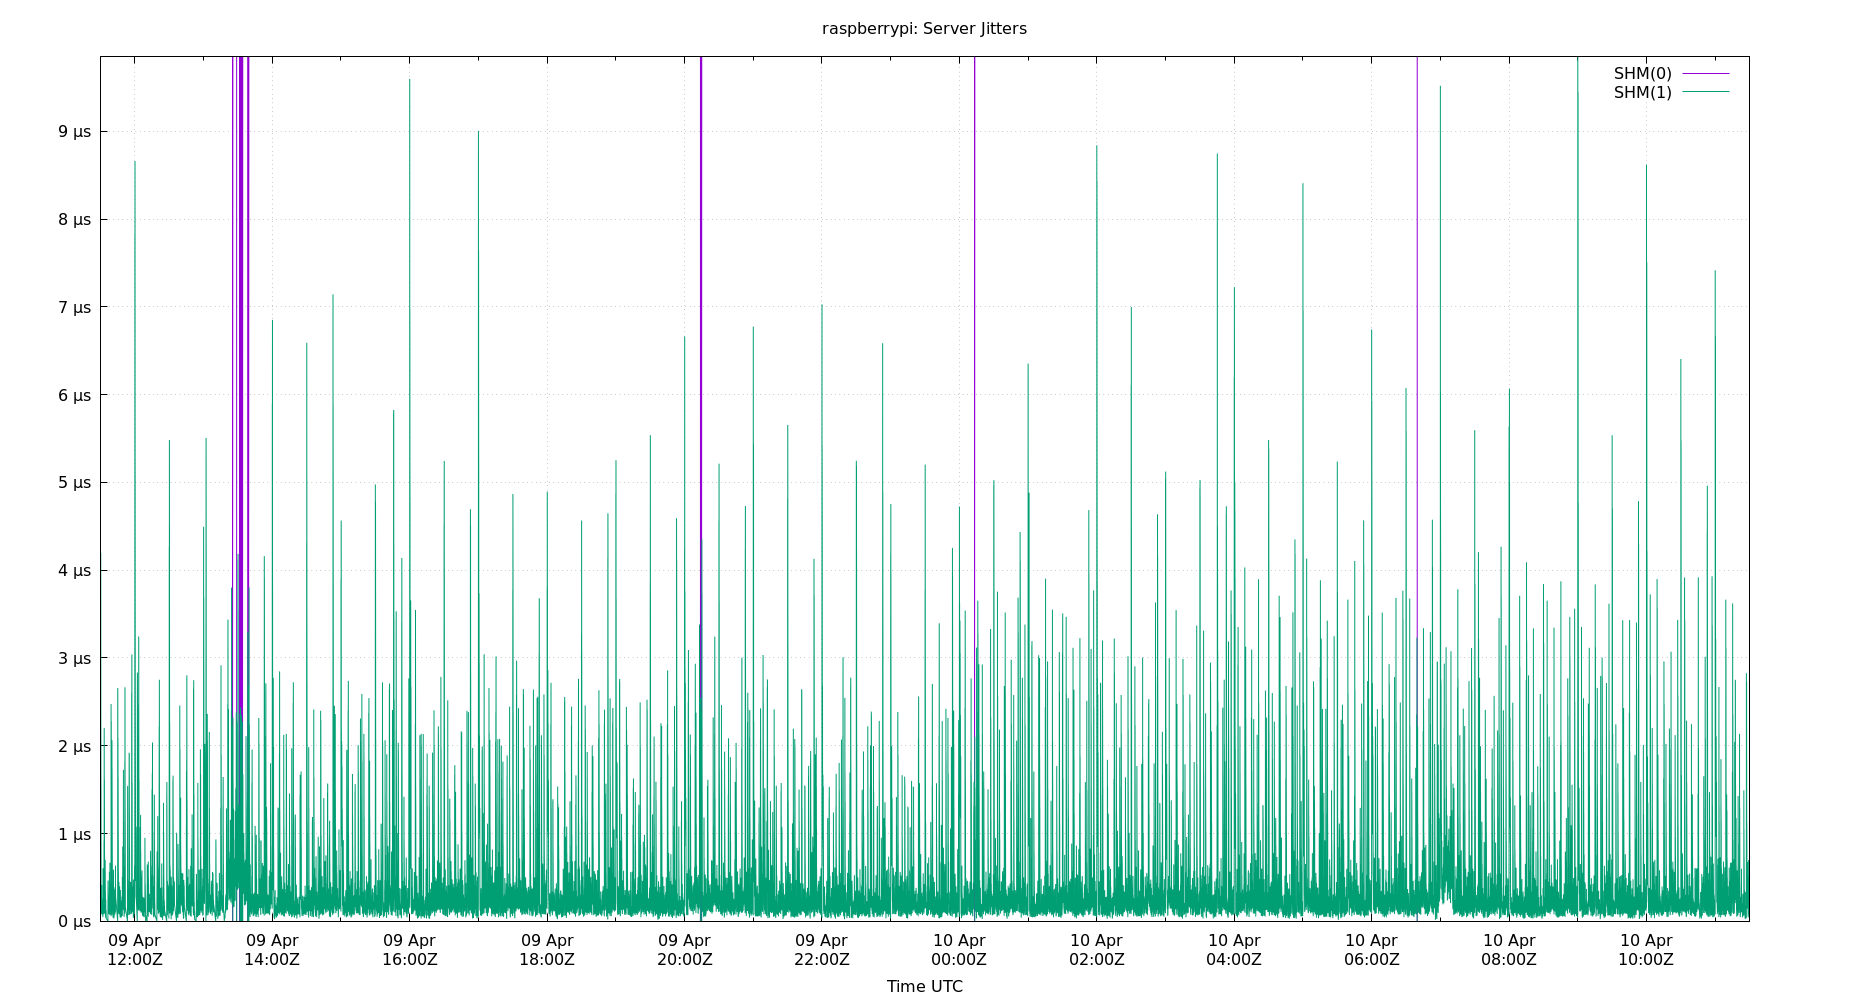 raspberrypi: Server Jitters
SHM(0)
SHM(1)
9 µs
8 µs
7 µs
6 µs
5 µs
4 µs
3 µs
2 µs
1 µs
0 µs
09 Apr 09 Apr 09 Apr 09 Apr 09 Apr 09 Apr 10 Apr 10 Apr 10 Apr 10 Apr 10 Apr 10 Apr
12:00Z 14:00Z 16:00Z 18:00Z 20:00Z 22:00Z 00:00Z 02:00Z 04:00Z 06:00Z 08:00Z 10:00Z
Time UTC